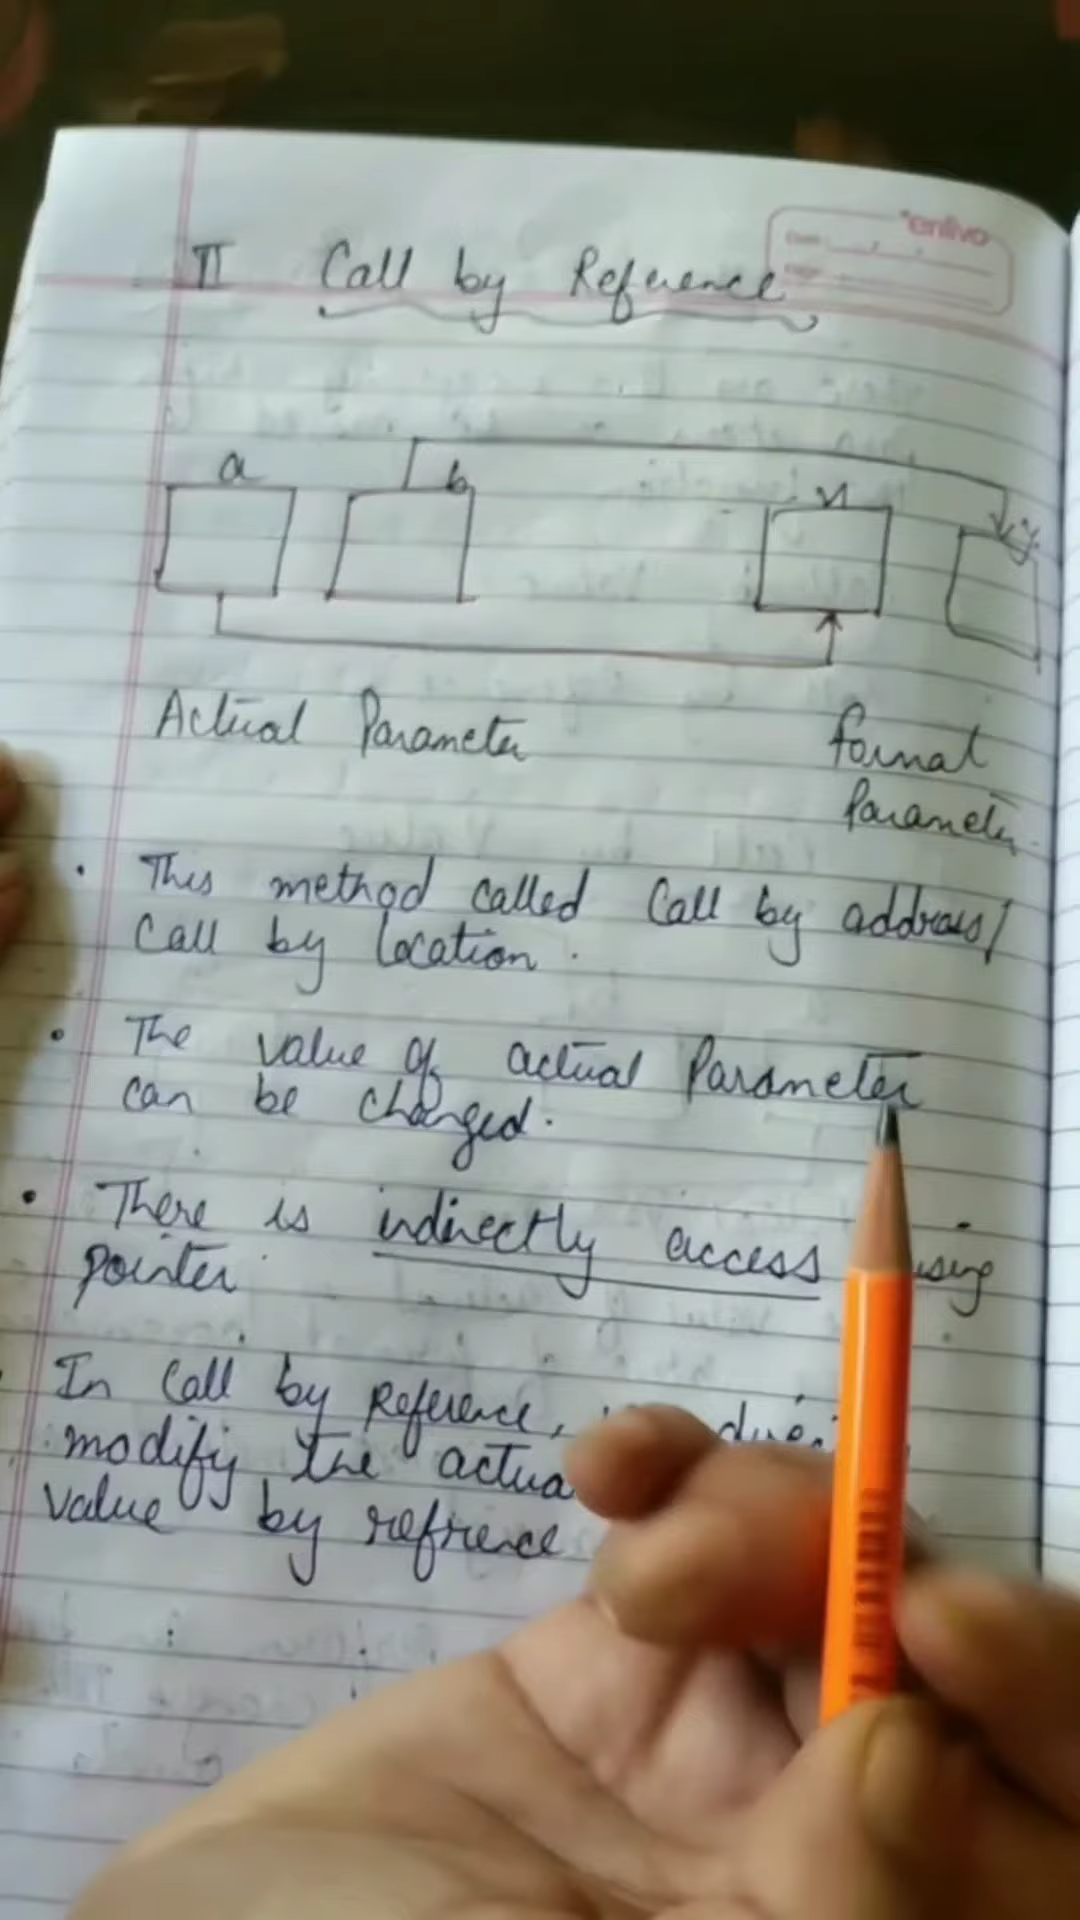 enlivo
II Call by Reference
a b x y
Actual Parameter formal
Parameter
This method called Call by address/
Call by location.
The value of actual Parameter
can be changed.
There is indirectly access using
pointer
In Call by Reference,
modify the
value by refrence